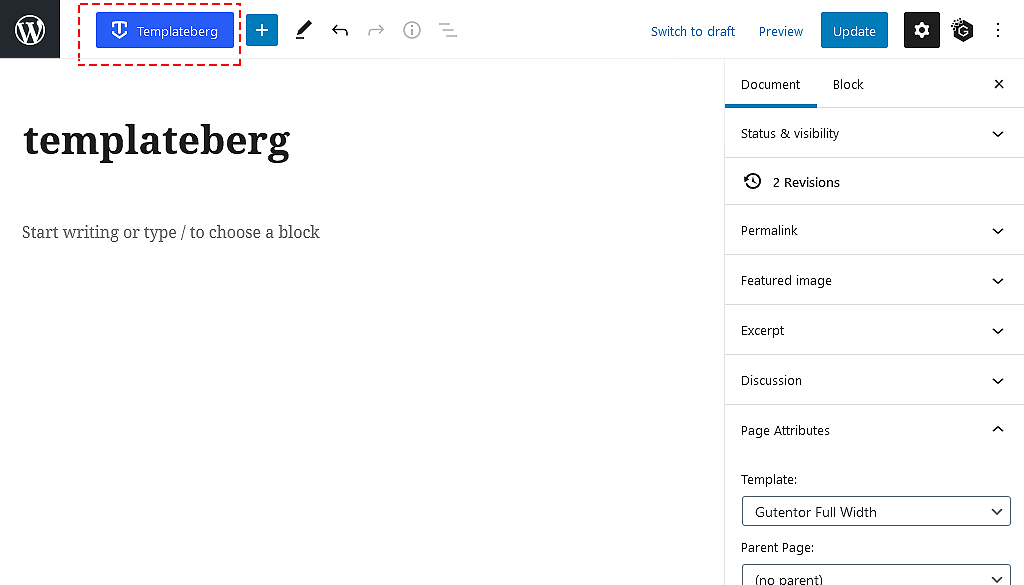 Templateberg
Switch to draft
Preview
Update
Document
Block
templateberg
Start writing or type / to choose a block
Status & visibility
2 Revisions
Permalink
Featured image
Excerpt
Discussion
Page Attributes
Template:
Gutentor Full Width
Parent Page:
(no parent)